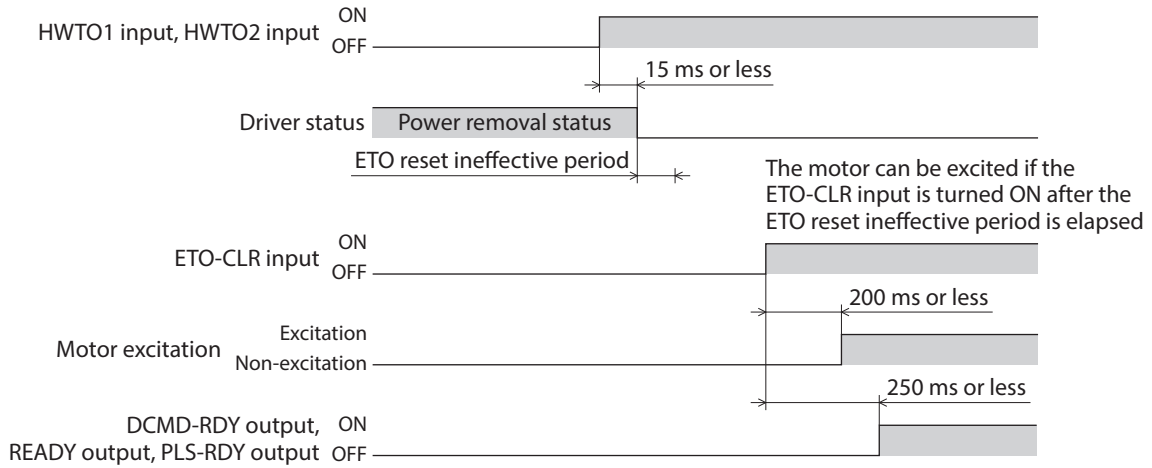 HWTO1 input, HWTO2 input
ON
OFF
15 ms or less
Driver status
Power removal status
ETO reset ineffective period
The motor can be excited if the
ETO-CLR input is turned ON after the
ETO reset ineffective period is elapsed
ETO-CLR input
ON
OFF
200 ms or less
Motor excitation
Excitation
Non-excitation
250 ms or less
DCMD-RDY output,
READY output, PLS-RDY output
ON
OFF